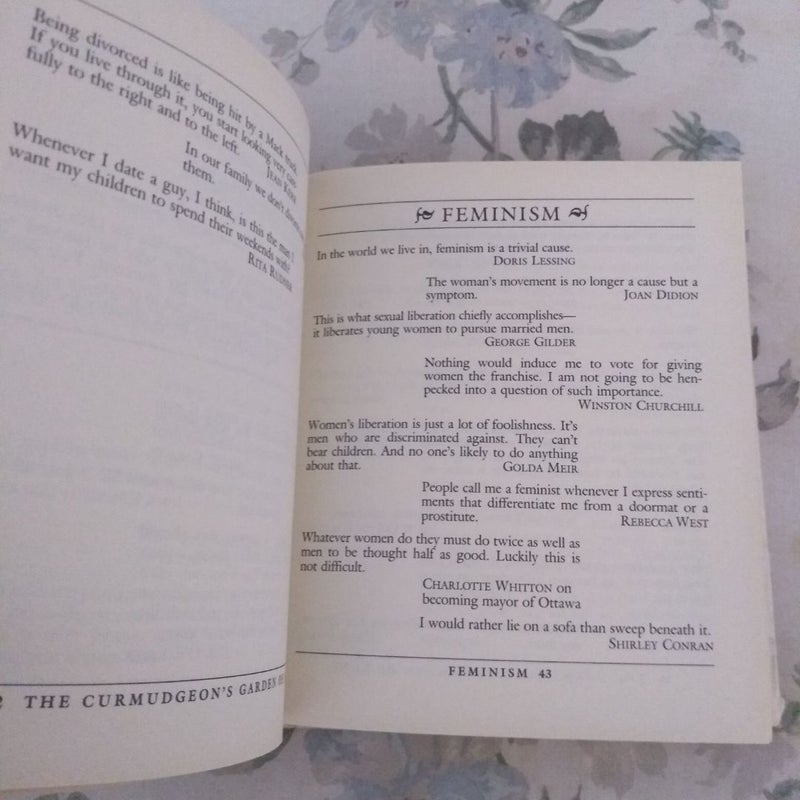 Being divorced is like being hit by a Mack truck.
If you live through it, you start looking very care-
fully to the right and to the left.
JEAN KERR
In our family we don't divorce
them.
Whenever I date a guy, I think, is this the man I
want my children to spend their weekends with?
RITA RUDNER
2 THE CURMUDGEON'S GARDEN OF
FEMINISM
In the world we live in, feminism is a trivial cause.
DORIS LESSING
The woman's movement is no longer a cause but a
symptom. JOAN DIDION
This is what sexual liberation chiefly accomplishes—
it liberates young women to pursue married men.
GEORGE GILDER
Nothing would induce me to vote for giving
women the franchise. I am not going to be hen-
pecked into a question of such importance.
WINSTON CHURCHILL
Women's liberation is just a lot of foolishness. It's
men who are discriminated against. They can't
bear children. And no one's likely to do anything
about that. GOLDA MEIR
People call me a feminist whenever I express senti-
ments that differentiate me from a doormat or a
prostitute. REBECCA WEST
Whatever women do they must do twice as well as
men to be thought half as good. Luckily this is
not difficult.
CHARLOTTE WHITTON on
becoming mayor of Ottawa
I would rather lie on a sofa than sweep beneath it.
SHIRLEY CONRAN
FEMINISM 43